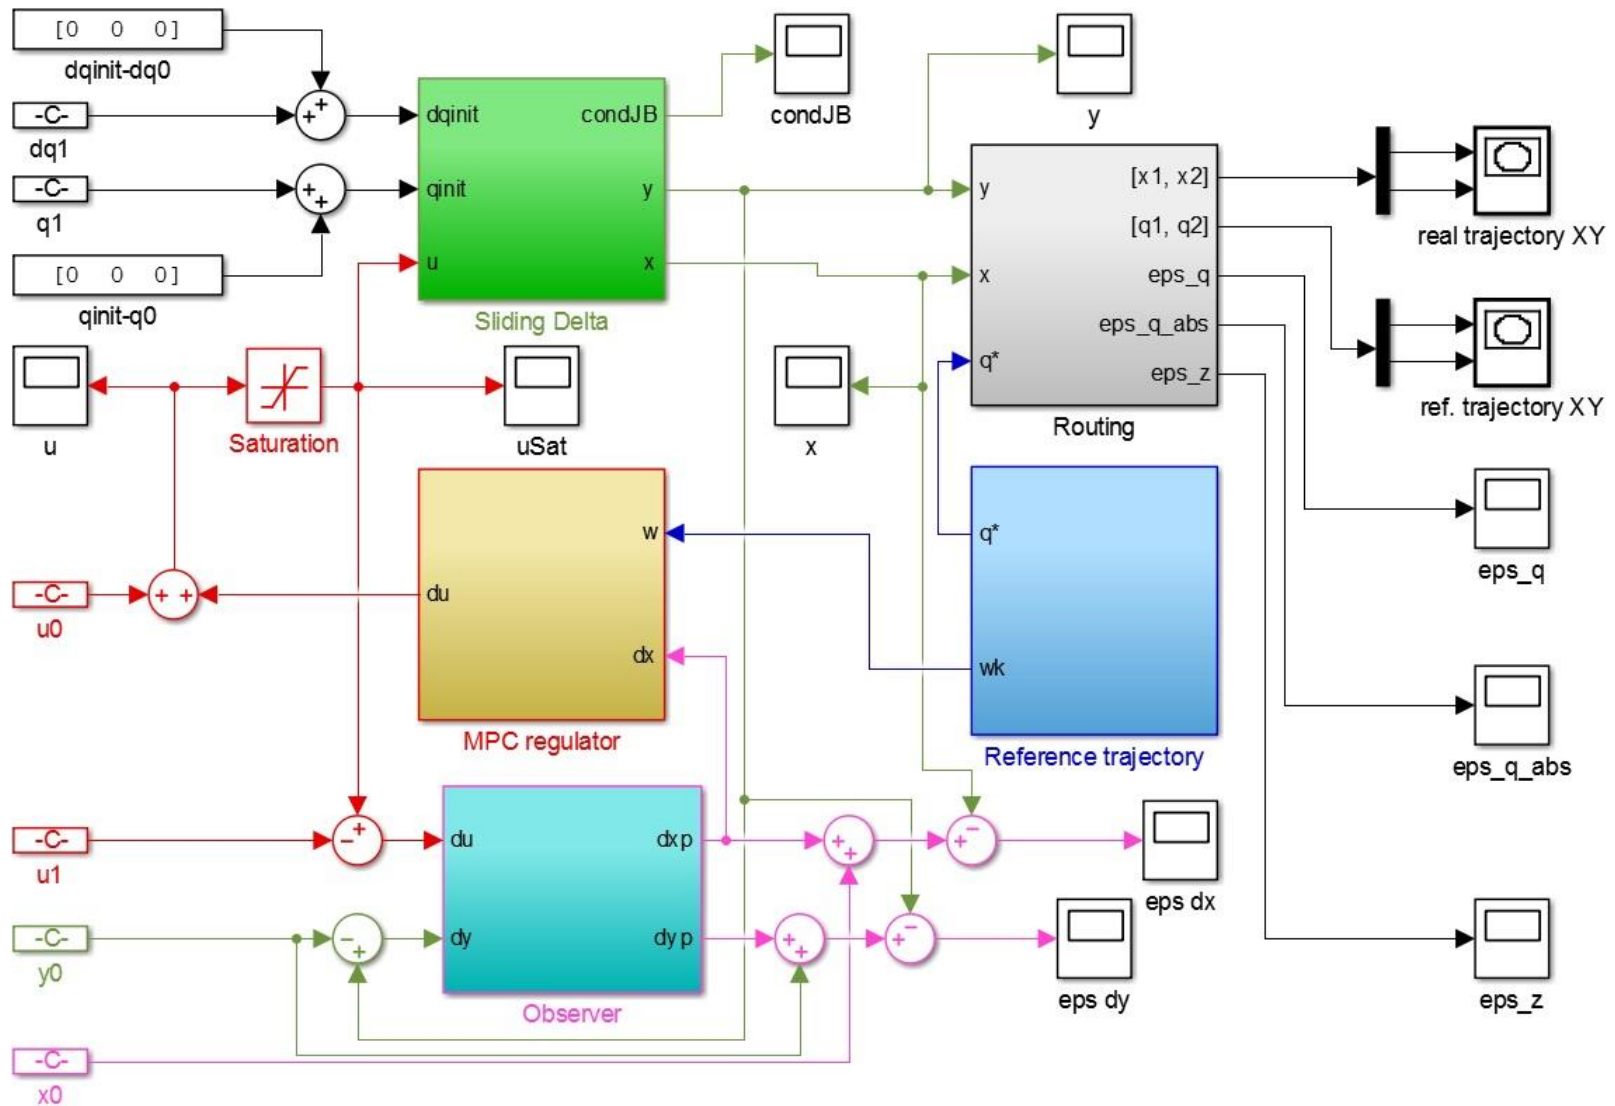 [0 0 0]
dqinit-dq0
-C-
dq1
-C-
q1
[0 0 0]
qinit-q0
+
+
+
+
dqinit
qinit
u
condJB
y
x
Sliding Delta
condJB
y
y
x
q*
[x1, x2]
[q1, q2]
eps_q
eps_q_abs
eps_z
Routing
real trajectory XY
ref. trajectory XY
u
Saturation
uSat
x
-C-
u0
+ +
w
du
dx
MPC regulator
q*
wk
Reference trajectory
eps_q
eps_q_abs
-C-
u1
− +
du
dy
dxp
dyp
Observer
+
+
−
+
eps dx
-C-
y0
−
+
+
+
−
+
eps dy
eps_z
-C-
x0